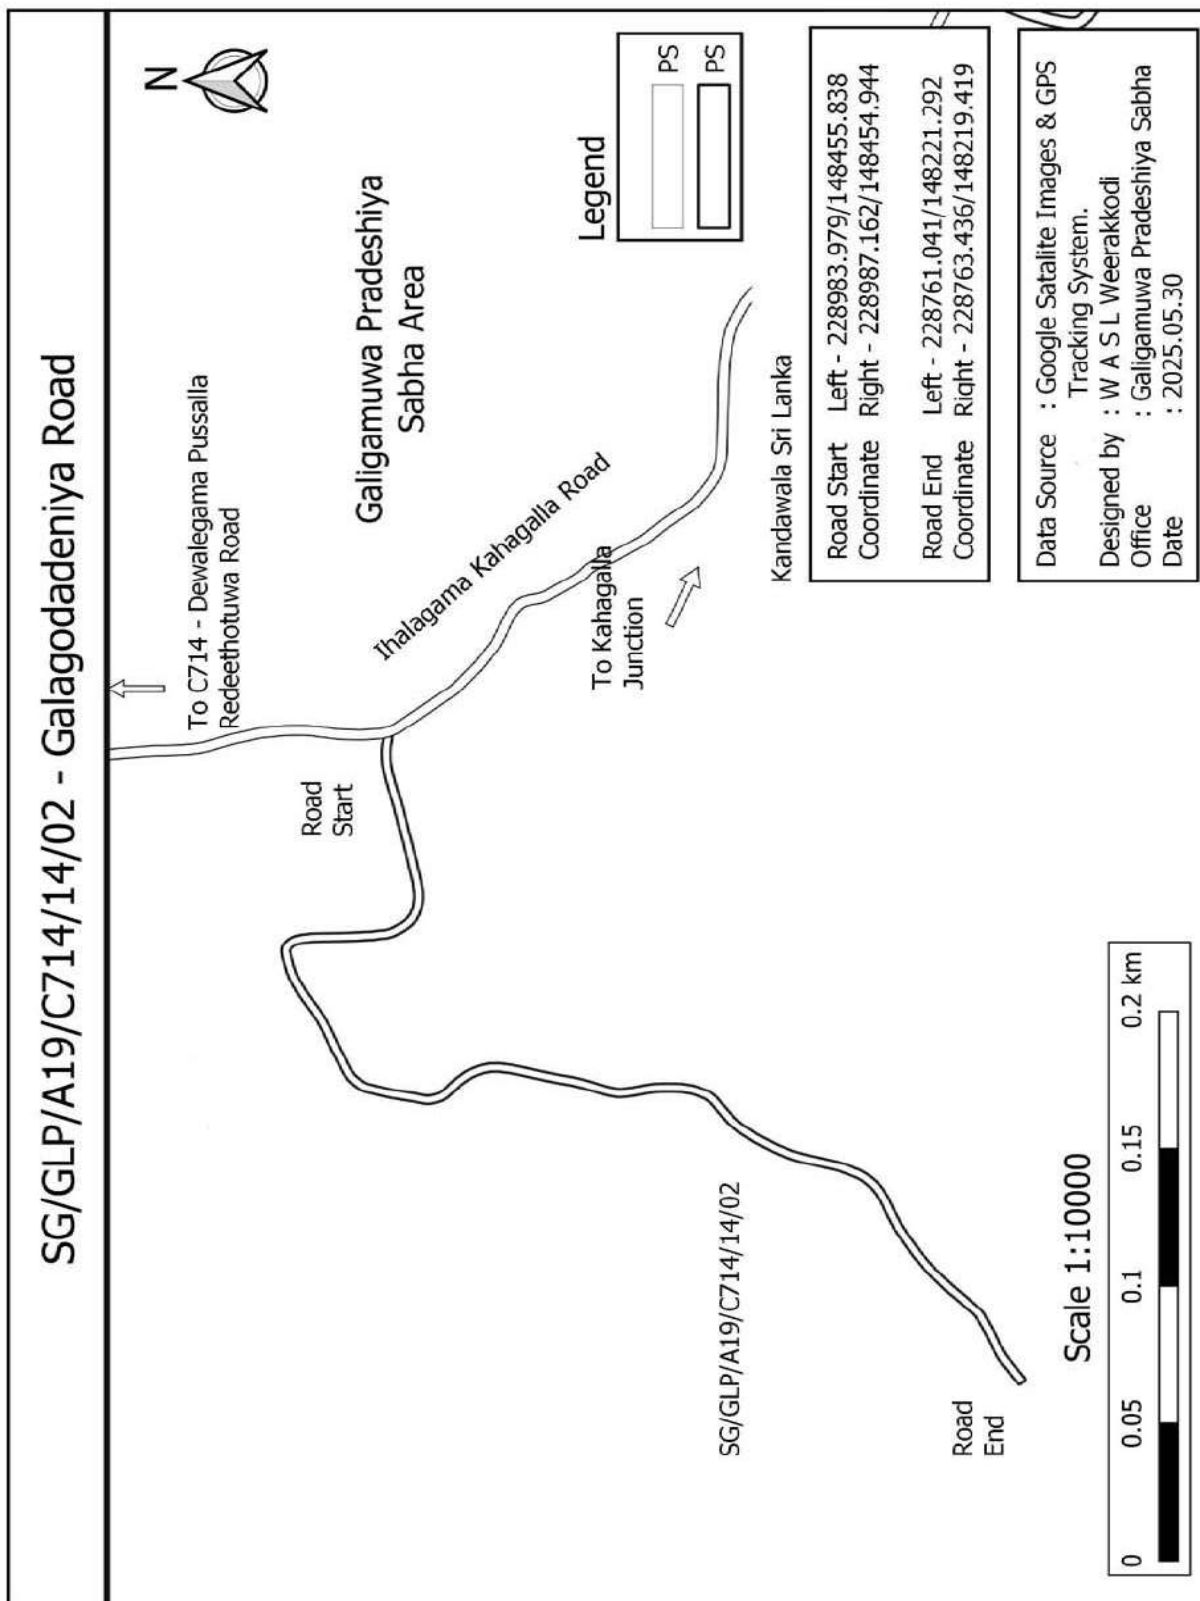 SG/GLP/A19/C714/14/02 - Galagodadeniya Road
N
To C714 - Dewalegama Pussalla
Redeethotuwa Road
Galigamuwa Pradeshiya
Sabha Area
Ihalagama Kahagalla Road
Road
Start
To Kahagalla
Junction
Legend
PS
PS
Kandawala Sri Lanka
Road Start Left - 228983.979/148455.838
Coordinate Right - 228987.162/148454.944
Road End Left - 228761.041/148221.292
Coordinate Right - 228763.436/148219.419
Data Source : Google Satalite Images & GPS
Tracking System.
Designed by : W A S L Weerakkodi
Office : Galigamuwa Pradeshiya Sabha
Date : 2025.05.30
SG/GLP/A19/C714/14/02
Road
End
Scale 1:10000
0 0.05 0.1 0.15 0.2 km